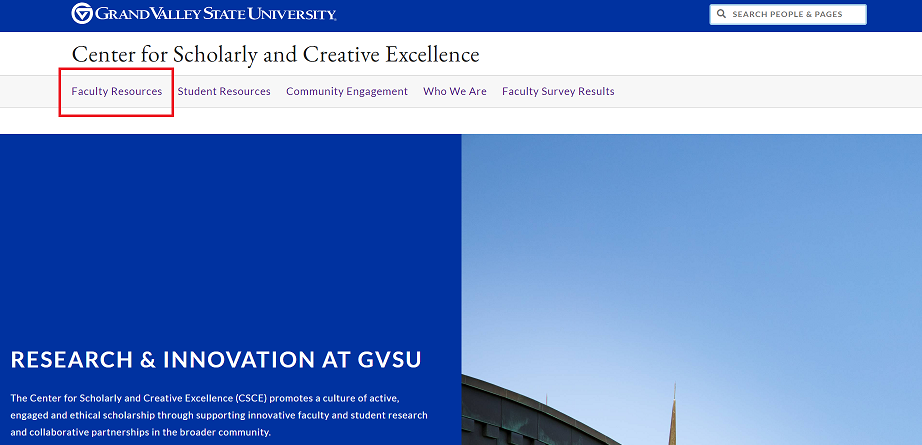 GRAND VALLEY STATE UNIVERSITY
SEARCH PEOPLE & PAGES
Center for Scholarly and Creative Excellence
Faculty Resources Student Resources Community Engagement Who We Are Faculty Survey Results
RESEARCH & INNOVATION AT GVSU
The Center for Scholarly and Creative Excellence (CSCE) promotes a culture of active,
engaged and ethical scholarship through supporting innovative faculty and student research
and collaborative partnerships in the broader community.